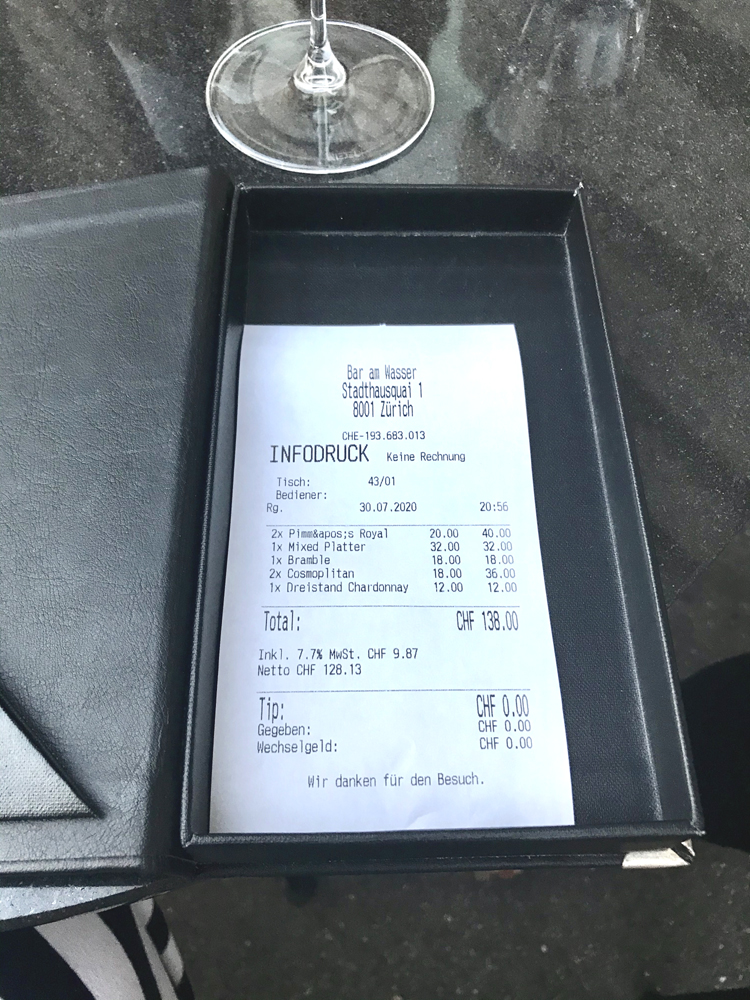 Bar am Wasser
Stadthausquai 1
8001 Zürich
CHE-193.683.013
INFODRUCK Keine Rechnung
Tisch: 43/01
Bediener:
Rg. 30.07.2020 20:56
2x Pimm&apos;s Royal 20.00 40.00
1x Mixed Platter 32.00 32.00
1x Bramble 18.00 18.00
2x Cosmoplitan 18.00 36.00
1x Dreistand Chardonnay 12.00 12.00
Total: CHF 138.00
Inkl. 7.7% MwSt. CHF 9.87
Netto CHF 128.13
Tip: CHF 0.00
Gegeben: CHF 0.00
Wechselgeld: CHF 0.00
Wir danken für den Besuch.